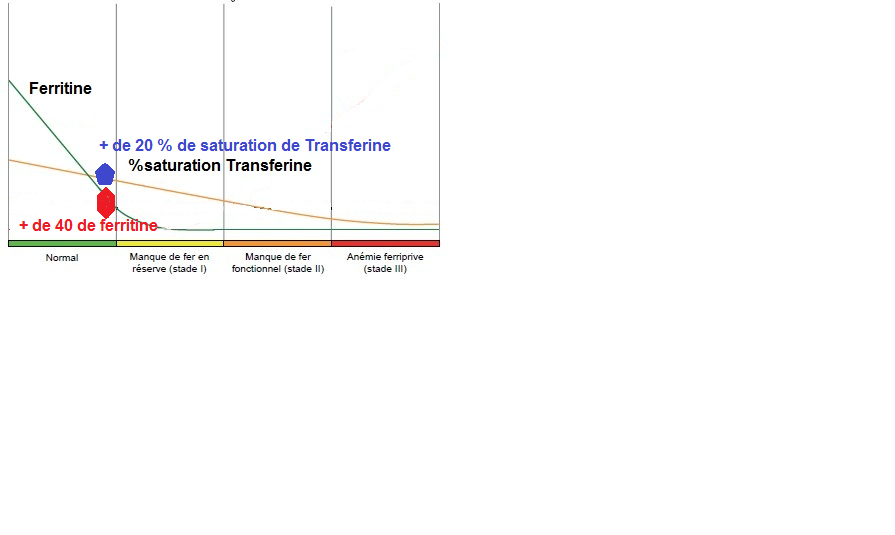 Ferritine
+ de 20 % de saturation de Transferine
%saturation Transferine
+ de 40 de ferritine
Normal
Manque de fer en
réserve (stade I)
Manque de fer
fonctionnel (stade II)
Anémie ferriprive
(stade III)